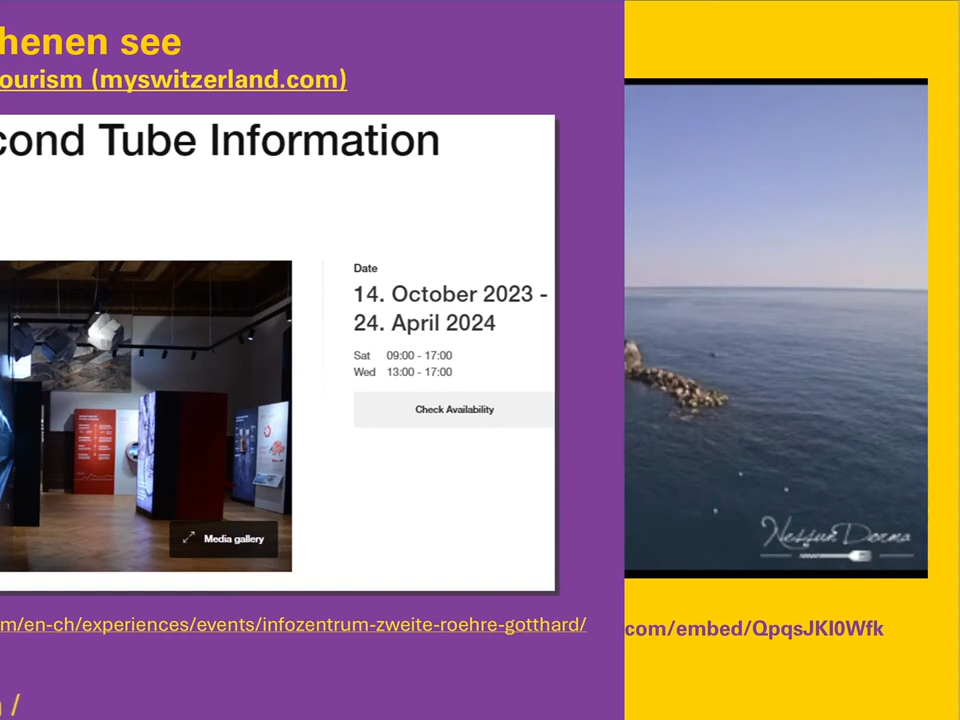 henen see
ourism (myswitzerland.com)
cond Tube Information
Date
14. October 2023 -
24. April 2024
Sat 09:00 - 17:00
Wed 13:00 - 17:00
Check Availability
Media gallery
Nessun Dorma
m/en-ch/experiences/events/infozentrum-zweite-roehre-gotthard/
com/embed/QpqsJKI0Wfk
/